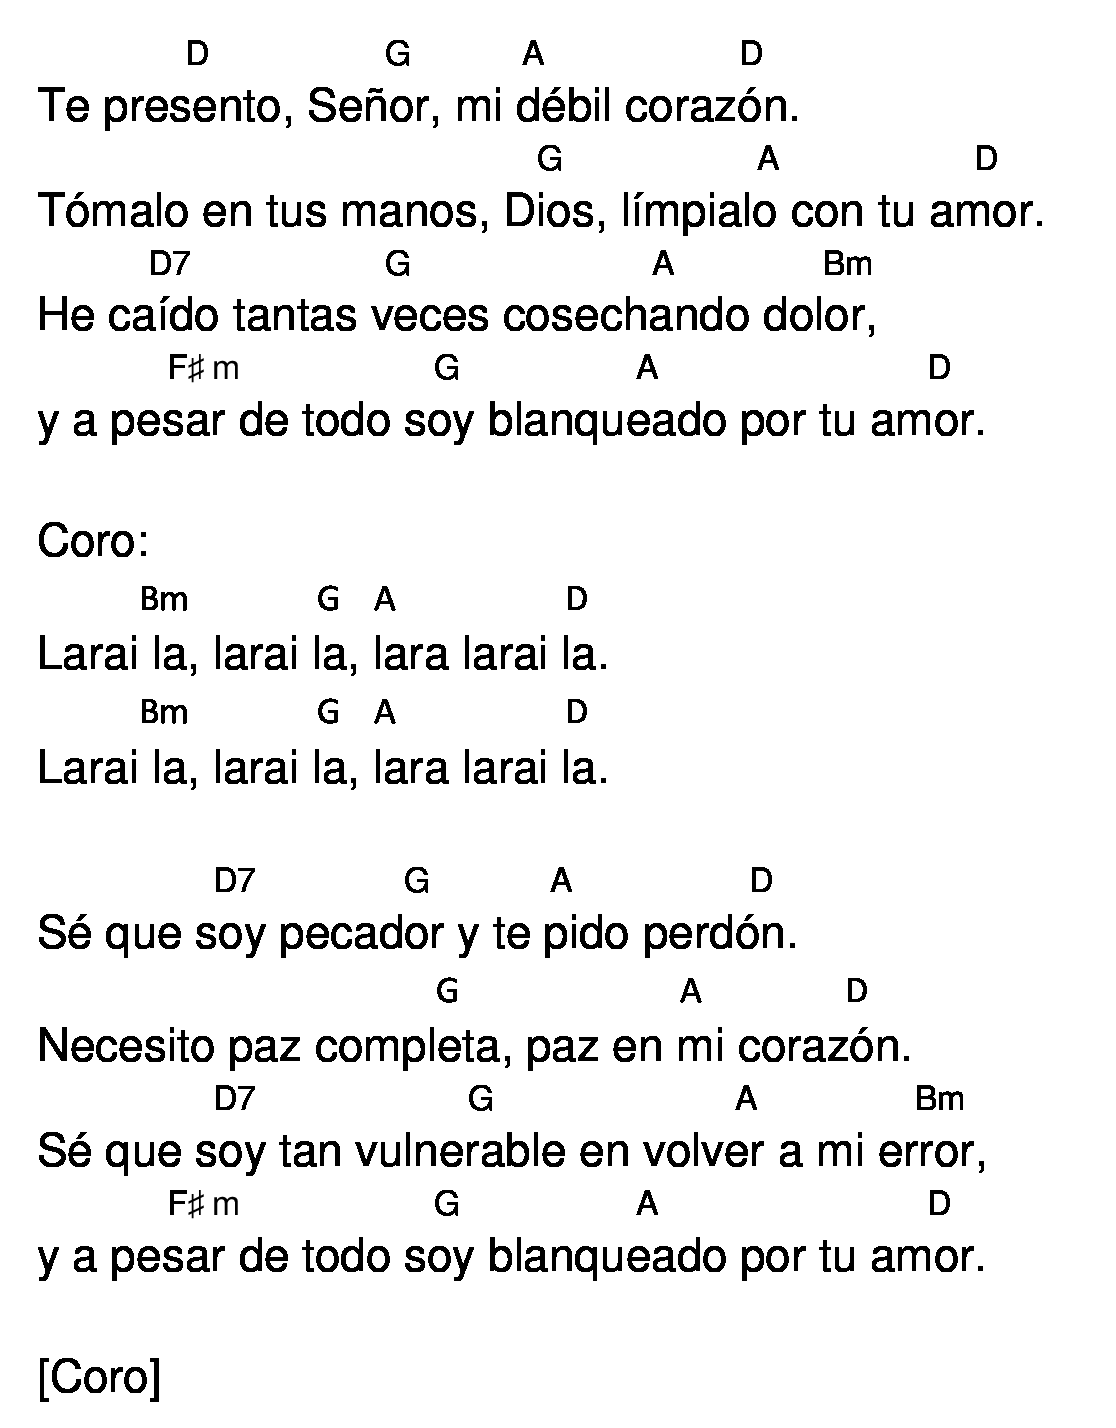 D G A D
Te presento, Señor, mi débil corazón.
G A D
Tómalo en tus manos, Dios, límpialo con tu amor.
D7 G A Bm
He caído tantas veces cosechando dolor,
F♯ m G A D
y a pesar de todo soy blanqueado por tu amor.
Coro:
Bm G A D
Larai la, larai la, lara larai la.
Bm G A D
Larai la, larai la, lara larai la.
D7 G A D
Sé que soy pecador y te pido perdón.
G A D
Necesito paz completa, paz en mi corazón.
D7 G A Bm
Sé que soy tan vulnerable en volver a mi error,
F♯ m G A D
y a pesar de todo soy blanqueado por tu amor.
[Coro]